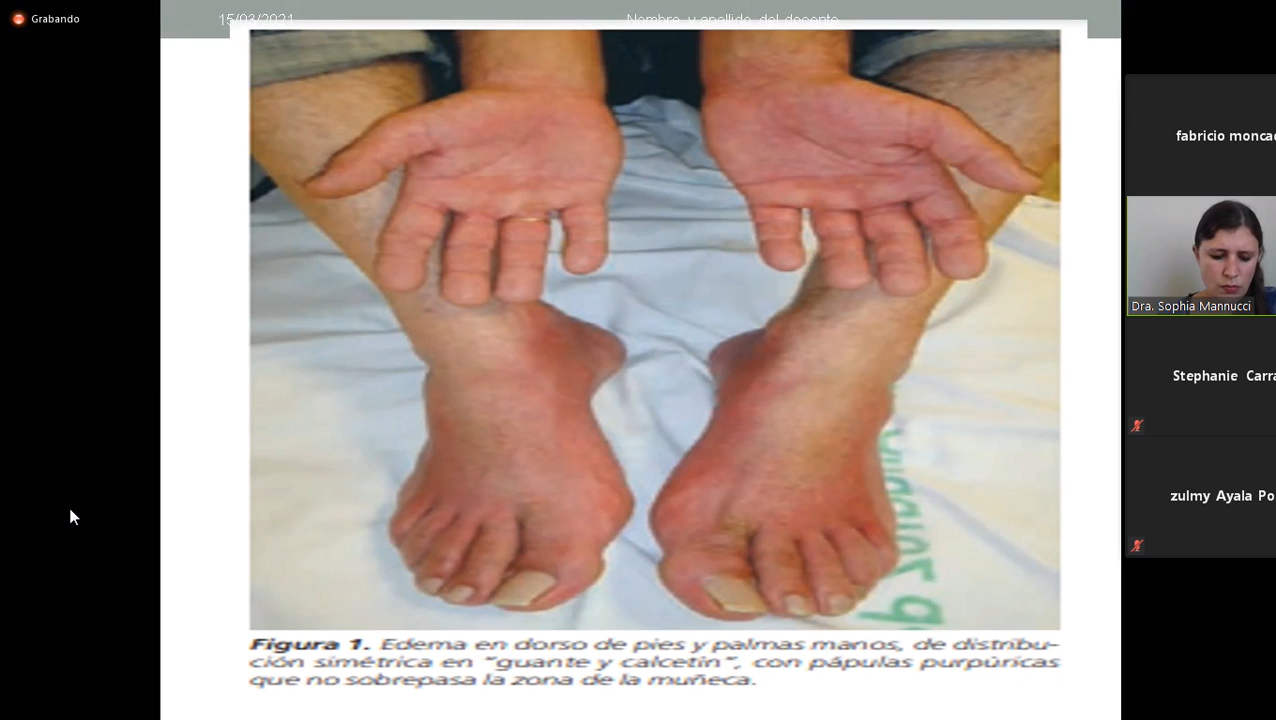 Grabando
15/03/2021
Nombre y apellido del docente
fabricio monca
Dra. Sophia Mannucci
Stephanie Carra
zulmy Ayala Po
Figura 1. Edema en dorso de pies y palmas manos, de distribu-
ción simétrica en "guante y calcetín", con pápulas purpúricas
que no sobrepasa la zona de la muñeca.